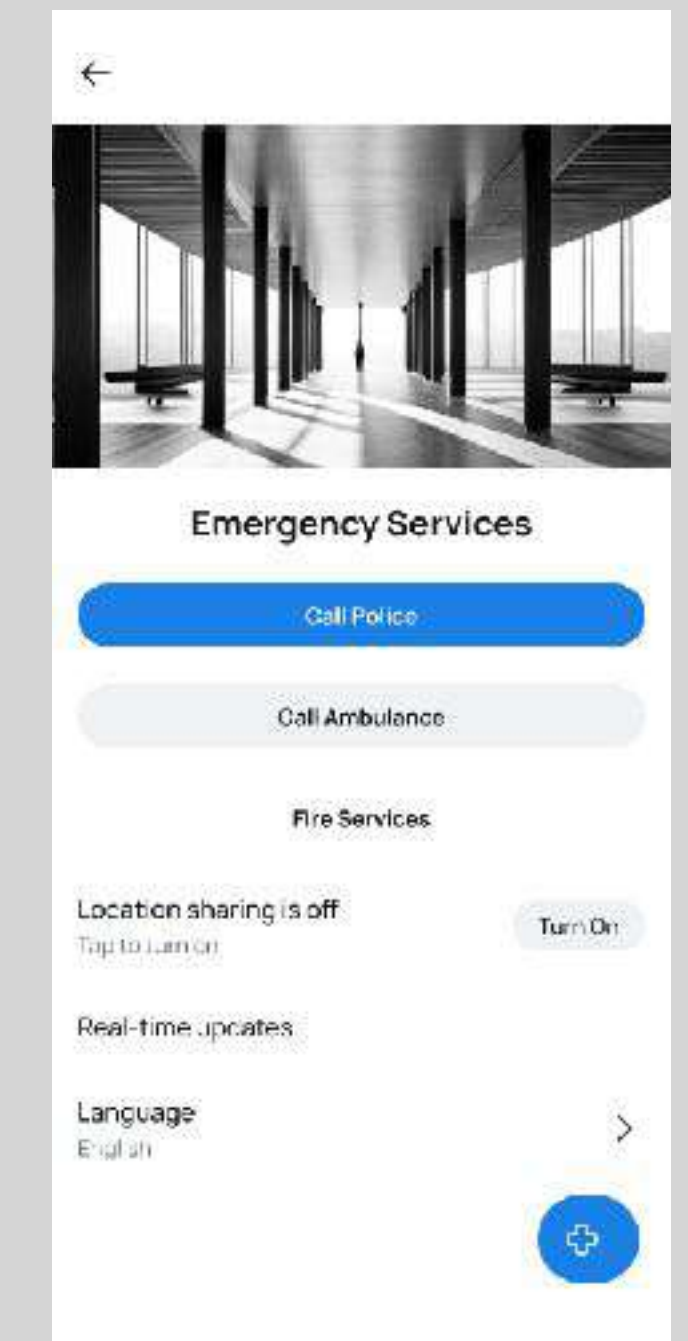 Emergency Services
Call Police
Call Ambulance
Fire Services
Location sharing is off
Turn On
Tap to turn on
Real-time updates
Language
English